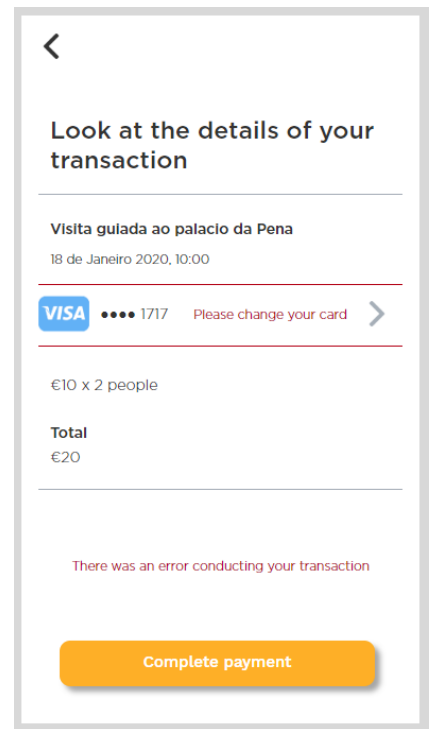 Look at the details of your
transaction
Visita guiada ao palacio da Pena
18 de Janeiro 2020, 10:00
VISA •••• 1717 Please change your card
€10 x 2 people
Total
€20
There was an error conducting your transaction
Complete payment